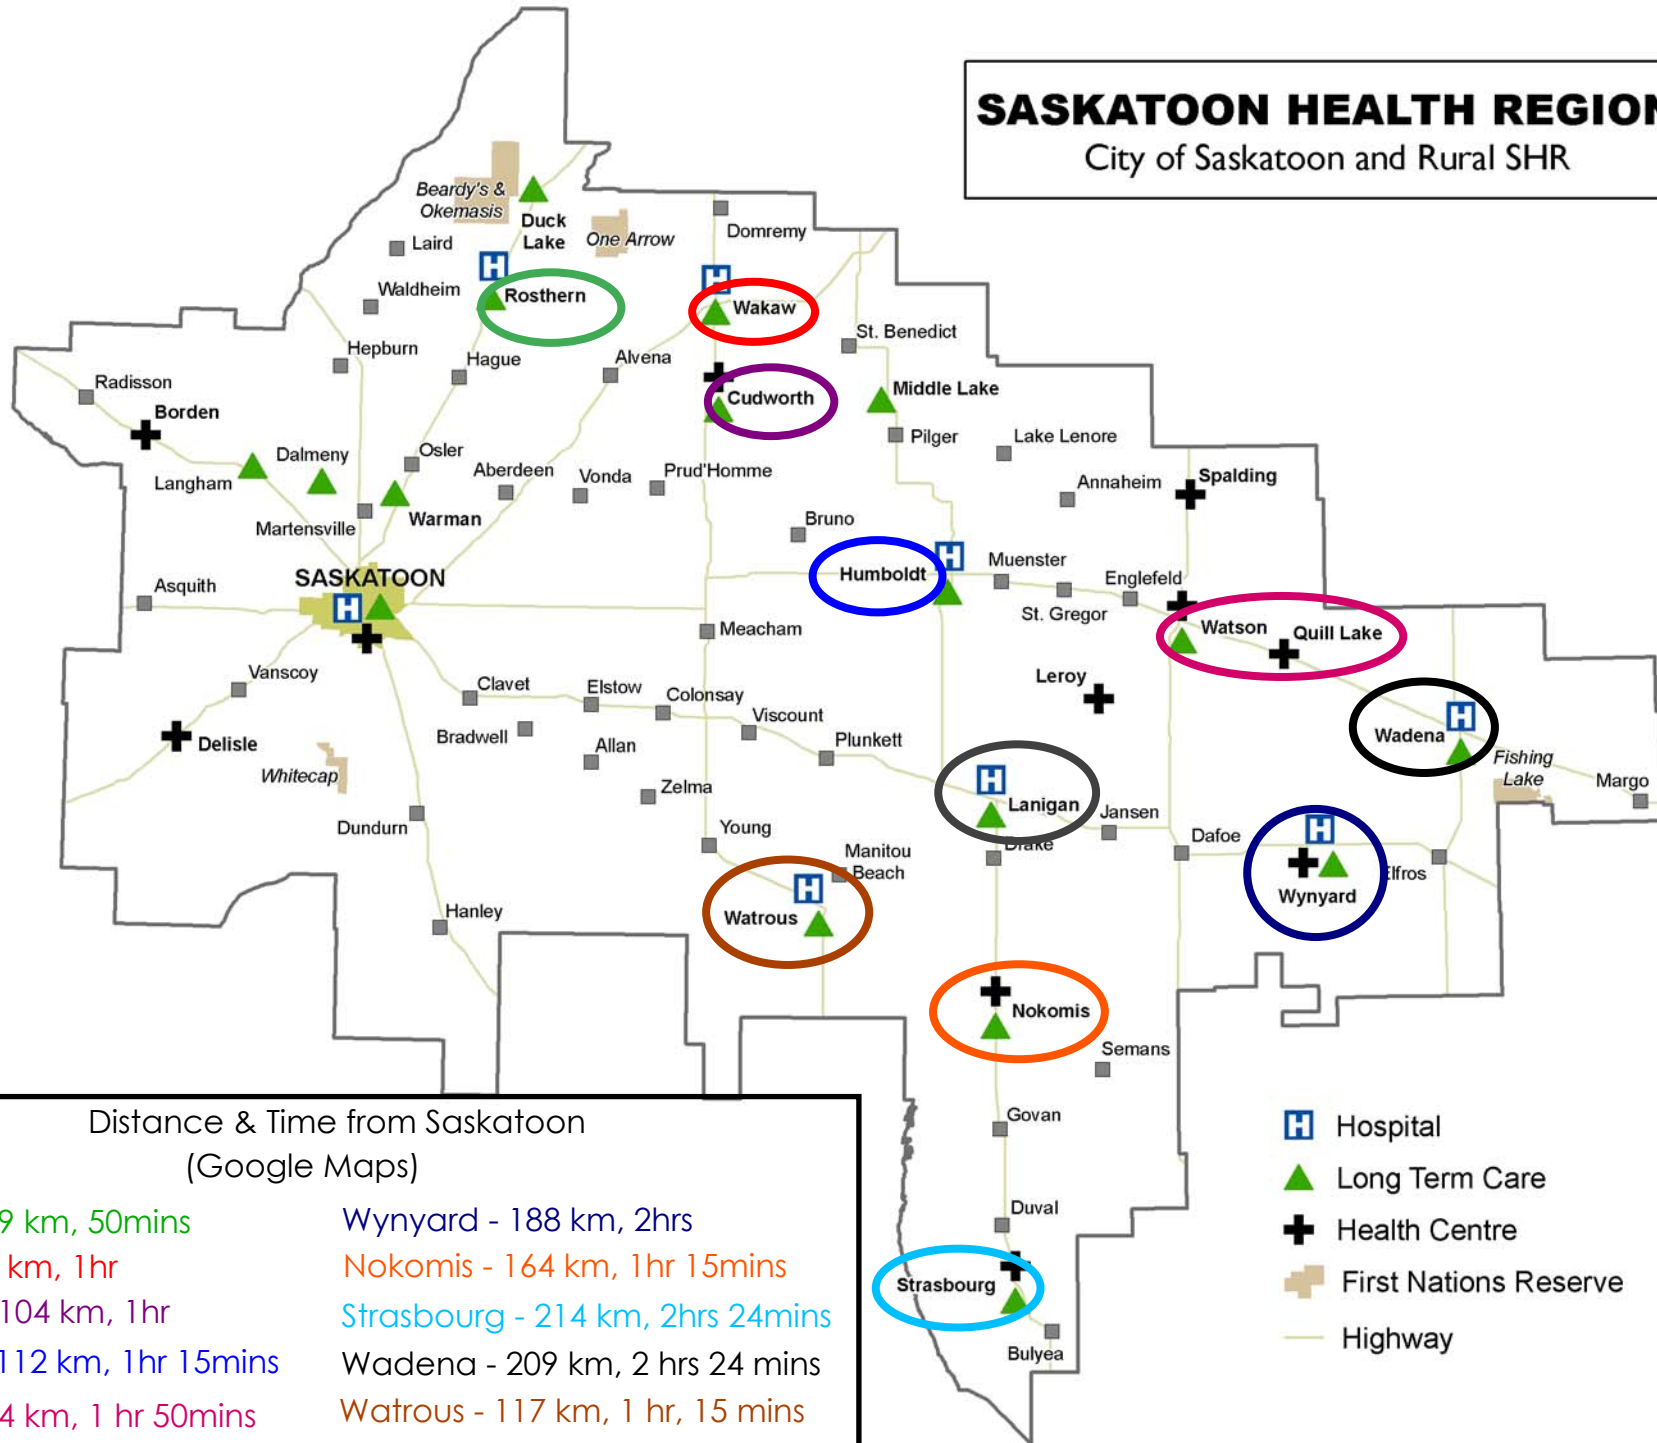 SASKATOON HEALTH REGION
City of Saskatoon and Rural SHR
Beardy's &
Okemasis
Duck
Lake
One Arrow
Domremy
Laird
Waldheim
Rosthern
Wakaw
St. Benedict
Hepburn
Hague
Alvena
Radisson
Borden
Cudworth
Middle Lake
Pilger
Lake Lenore
Dalmeny
Osler
Langham
Aberdeen
Vonda
Prud'Homme
Annaheim
Spalding
Martensville
Warman
Bruno
SASKATOON
Humboldt
Muenster
Englefeld
Asquith
St. Gregor
Meacham
Watson
Quill Lake
Vanscoy
Clavet
Elstow
Colonsay
Leroy
Viscount
Delisle
Bradwell
Allan
Plunkett
Wadena
Whitecap
Fishing
Lake
Margo
Zelma
Lanigan
Jansen
Dundurn
Young
Drake
Dafoe
Manitou
Beach
Elfros
Wynyard
Watrous
Hanley
Nokomis
Semans
Govan
Duval
Strasbourg
Bulyea
H Hospital
Long Term Care
Health Centre
First Nations Reserve
Highway
Distance & Time from Saskatoon
(Google Maps)
9 km, 50mins
km, 1hr
104 km, 1hr
112 km, 1hr 15mins
4 km, 1 hr 50mins
Wynyard - 188 km, 2hrs
Nokomis - 164 km, 1hr 15mins
Strasbourg - 214 km, 2hrs 24mins
Wadena - 209 km, 2 hrs 24 mins
Watrous - 117 km, 1 hr, 15 mins